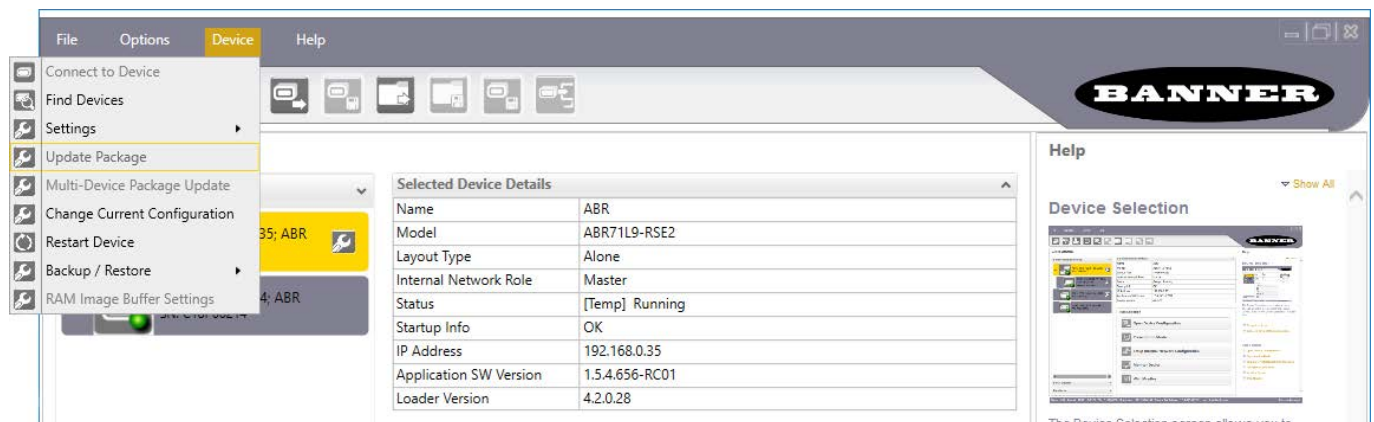 File Options Device Help
BANNER
Connect to Device
Find Devices
Settings
Update Package
Multi-Device Package Update
Change Current Configuration
Restart Device
Backup / Restore
RAM Image Buffer Settings
35; ABR
4; ABR
Selected Device Details
Name ABR
Model ABR71L9-RSE2
Layout Type Alone
Internal Network Role Master
Status [Temp] Running
Startup Info OK
IP Address 192.168.0.35
Application SW Version 1.5.4.656-RC01
Loader Version 4.2.0.28
Help
Show All
Device Selection